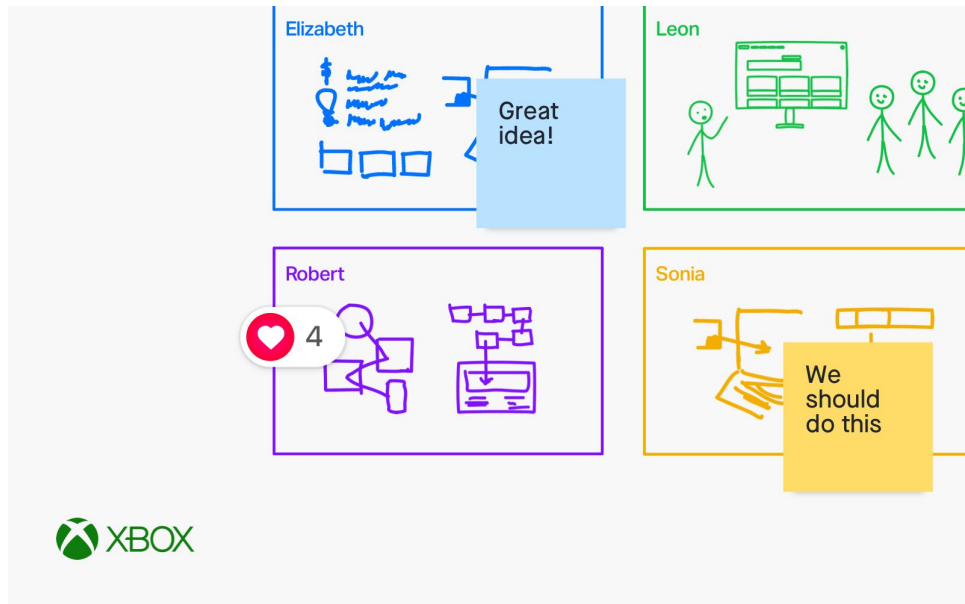 Elizabeth
Leon
Great
idea!
Robert
Sonia
4
We
should
do this
XBOX